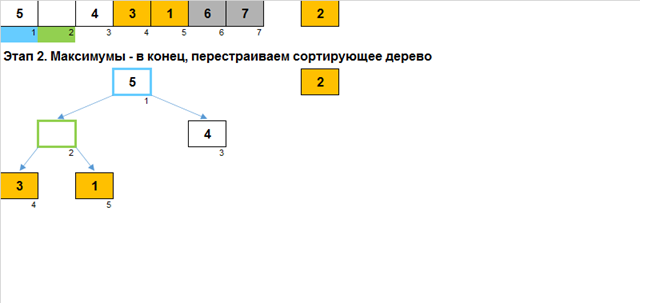 5 4 3 1 6 7 2
1 2 3 4 5 6 7
Этап 2. Максимумы - в конец, перестраиваем сортирующее дерево
5 2
1
4
2 3
3 1
4 5